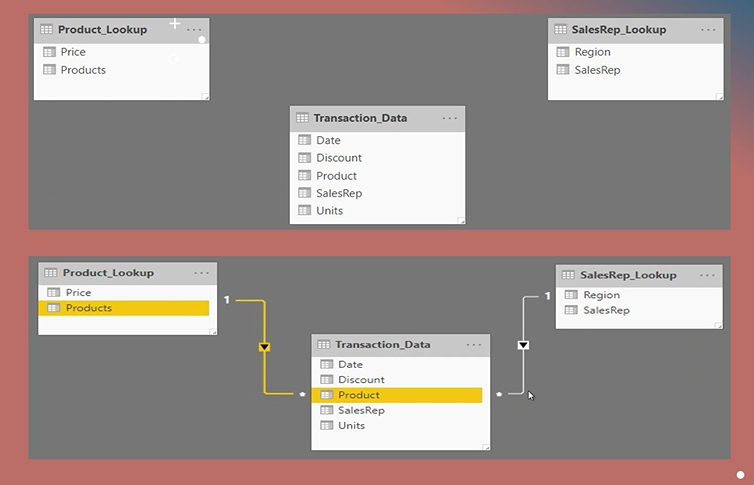 Product_Lookup
Price
Products
SalesRep_Lookup
Region
SalesRep
Transaction_Data
Date
Discount
Product
SalesRep
Units
Product_Lookup
Price
Products
1
1
SalesRep_Lookup
Region
SalesRep
Transaction_Data
Date
Discount
* Product *
SalesRep
Units